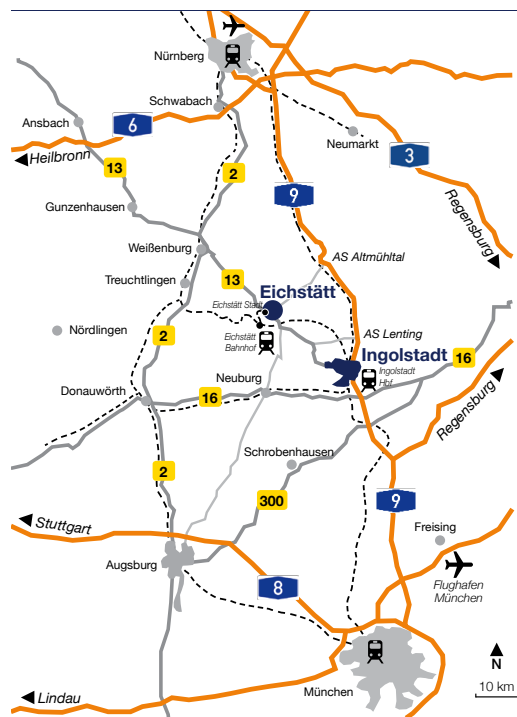 Nürnberg
Schwabach
Ansbach
6
Heilbronn
Neumarkt
3
13
2
9
Regensburg
Gunzenhausen
Weißenburg
AS Altmühltal
Treuchtlingen
13
Eichstätt
Eichstätt Stadt
Nördlingen
2
Eichstätt
Bahnhof
AS Lenting
Ingolstadt
16
Ingolstadt
Hbf
Donauwörth
16
Neuburg
Regensburg
Schrobenhausen
2
300
9
Stuttgart
Freising
Augsburg
8
Flughafen
München
München
N
Lindau
10 km